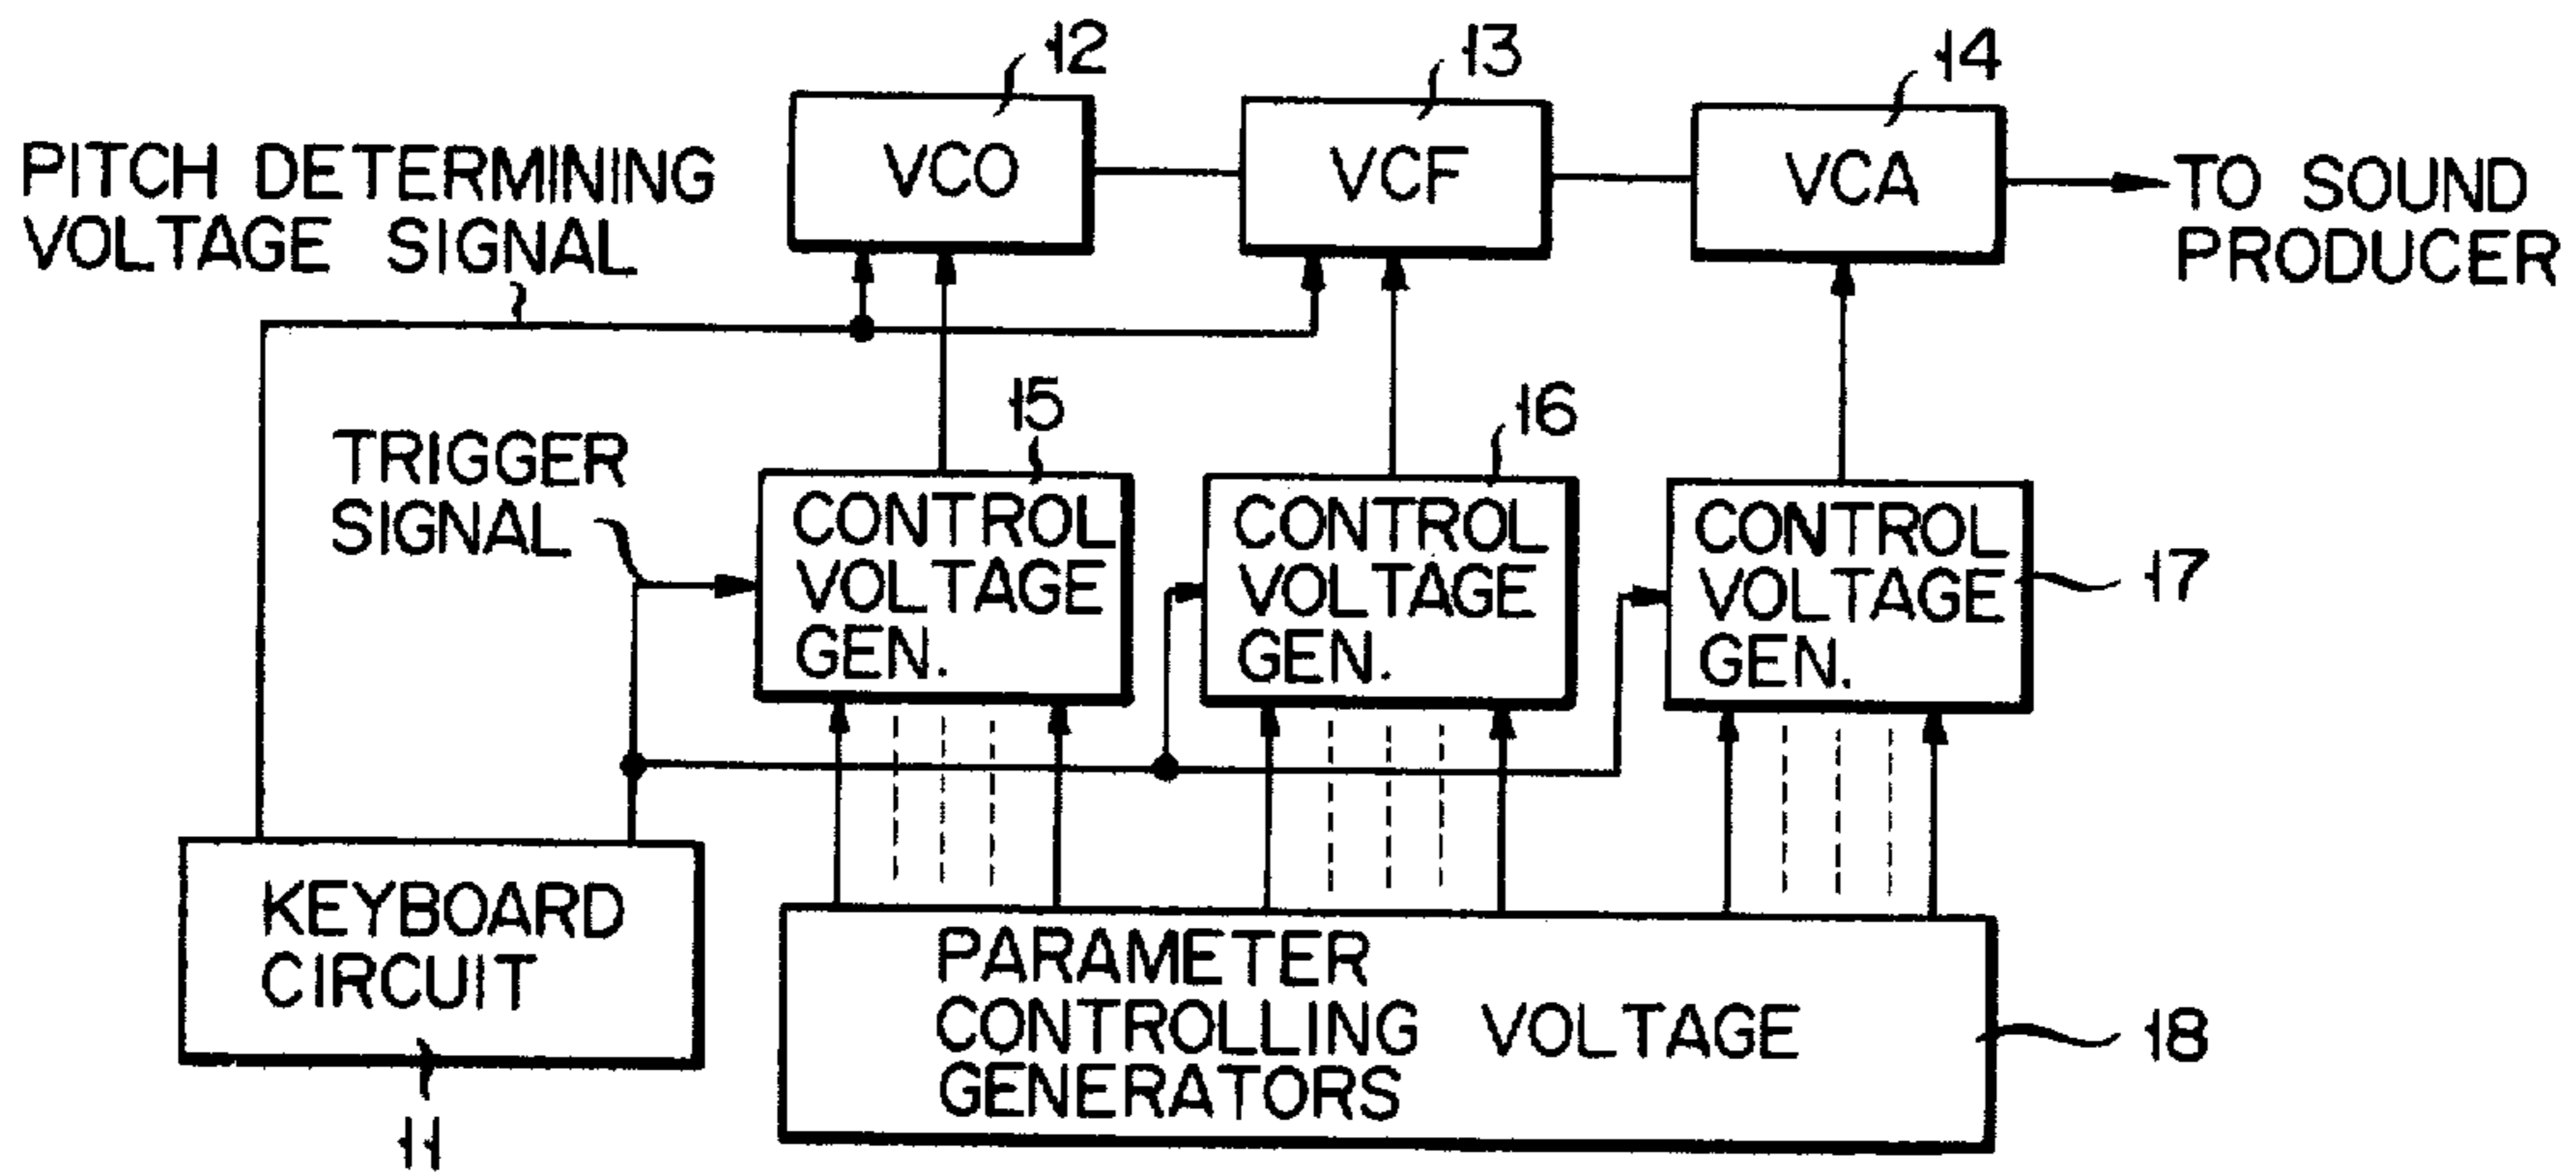 12
13
14
PITCH DETERMINING
VOLTAGE SIGNAL
VCO
VCF
VCA
TO SOUND
PRODUCER
TRIGGER
SIGNAL
15
16
CONTROL
VOLTAGE
GEN.
CONTROL
VOLTAGE
GEN.
CONTROL
VOLTAGE
GEN.
17
KEYBOARD
CIRCUIT
11
PARAMETER
CONTROLLING VOLTAGE
GENERATORS
18